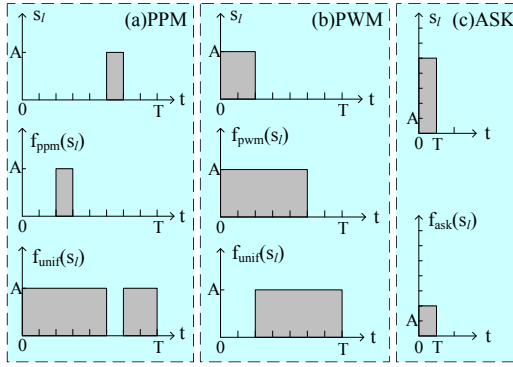 s_l (a)PPM
A
0 T t
f_ppm(s_l)
A
0 T t
f_unif(s_l)
A
0 T t
s_l (b)PWM
A
0 T t
f_pwm(s_l)
A
0 T t
f_unif(s_l)
A
0 T t
s_l (c)ASK
A
0 T t
f_ask(s_l)
A
0 T t